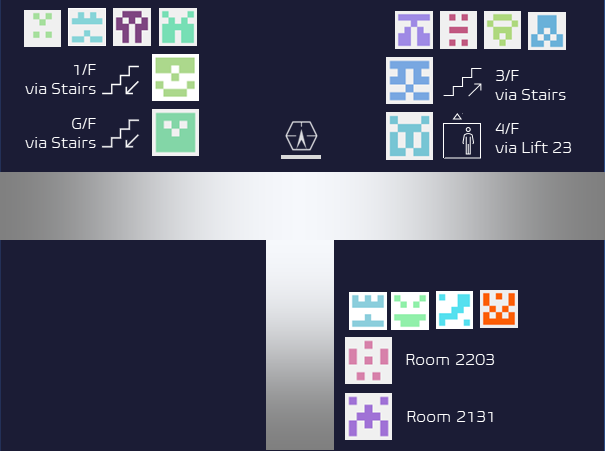 1/F
via Stairs
G/F
via Stairs
3/F
via Stairs
4/F
via Lift 23
Room 2203
Room 2131